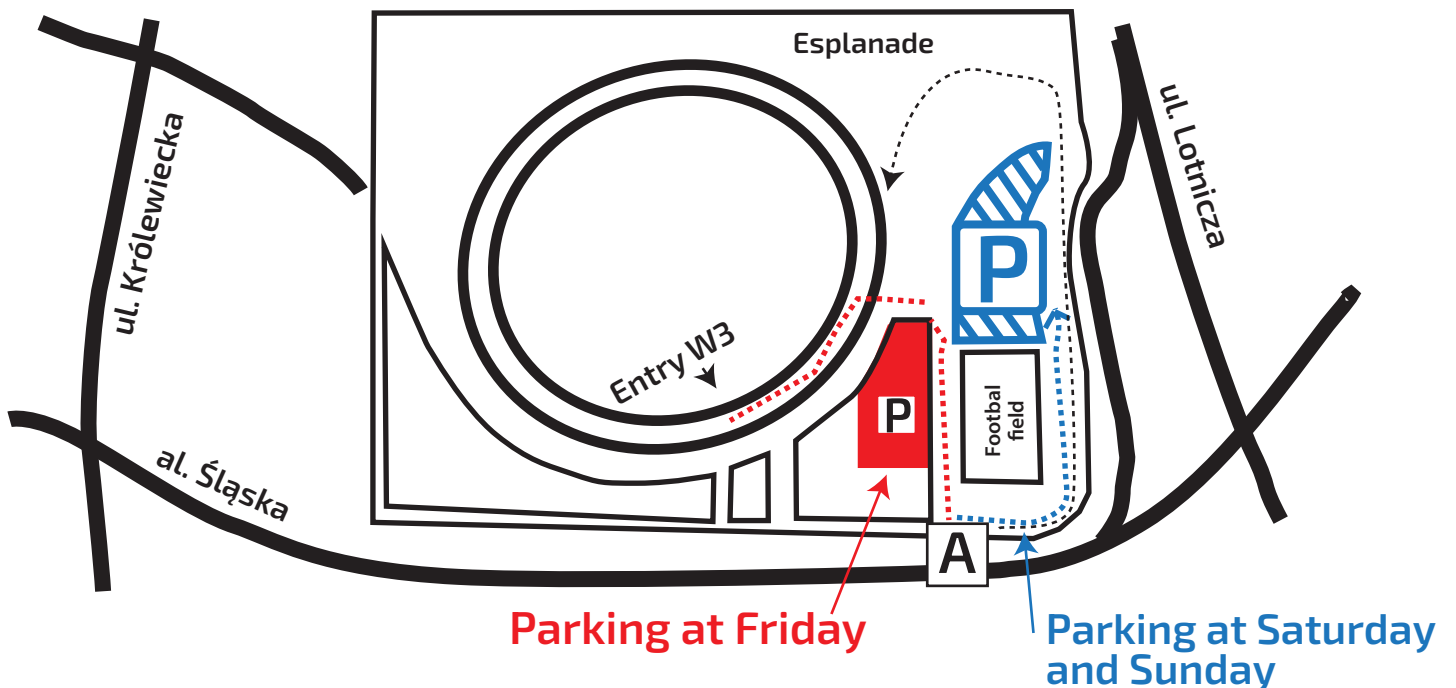 Esplanade
ul. Królewiecka
ul. Lotnicza
P
Entry W3
P
Footbal
field
al. Śląska
A
Parking at Friday
Parking at Saturday
and Sunday